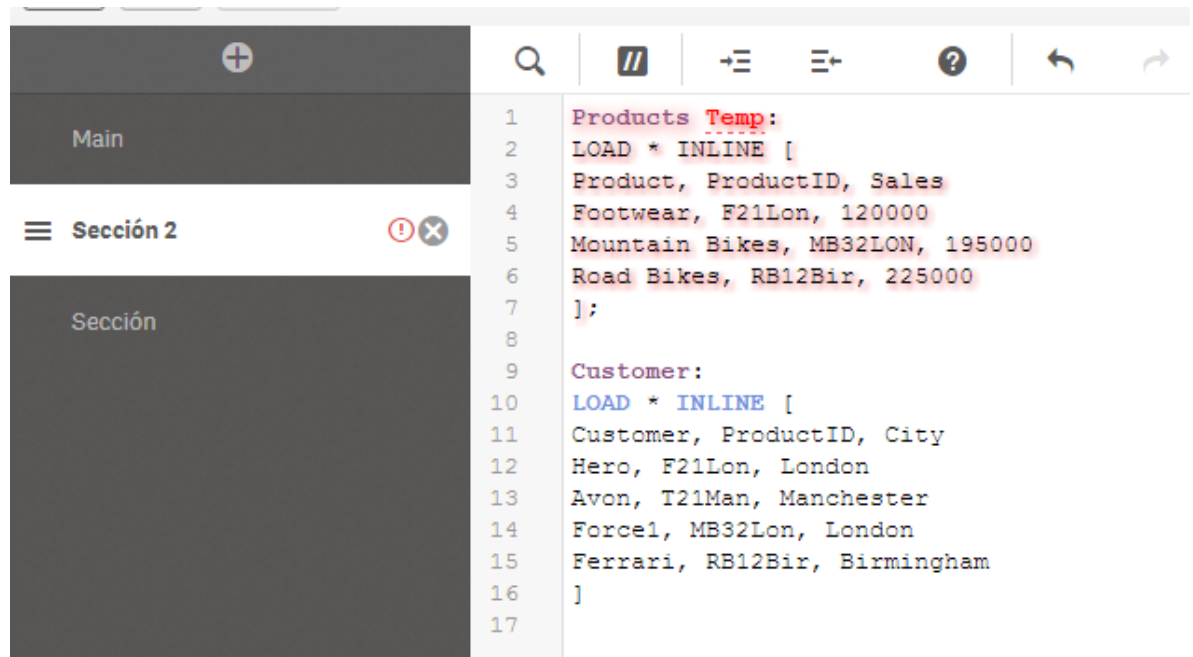 Main
Sección 2
Sección
1 Products Temp:
2 LOAD * INLINE [
3 Product, ProductID, Sales
4 Footwear, F21Lon, 120000
5 Mountain Bikes, MB32LON, 195000
6 Road Bikes, RB12Bir, 225000
7 ];
8
9 Customer:
10 LOAD * INLINE [
11 Customer, ProductID, City
12 Hero, F21Lon, London
13 Avon, T21Man, Manchester
14 Force1, MB32Lon, London
15 Ferrari, RB12Bir, Birmingham
16 ]
17